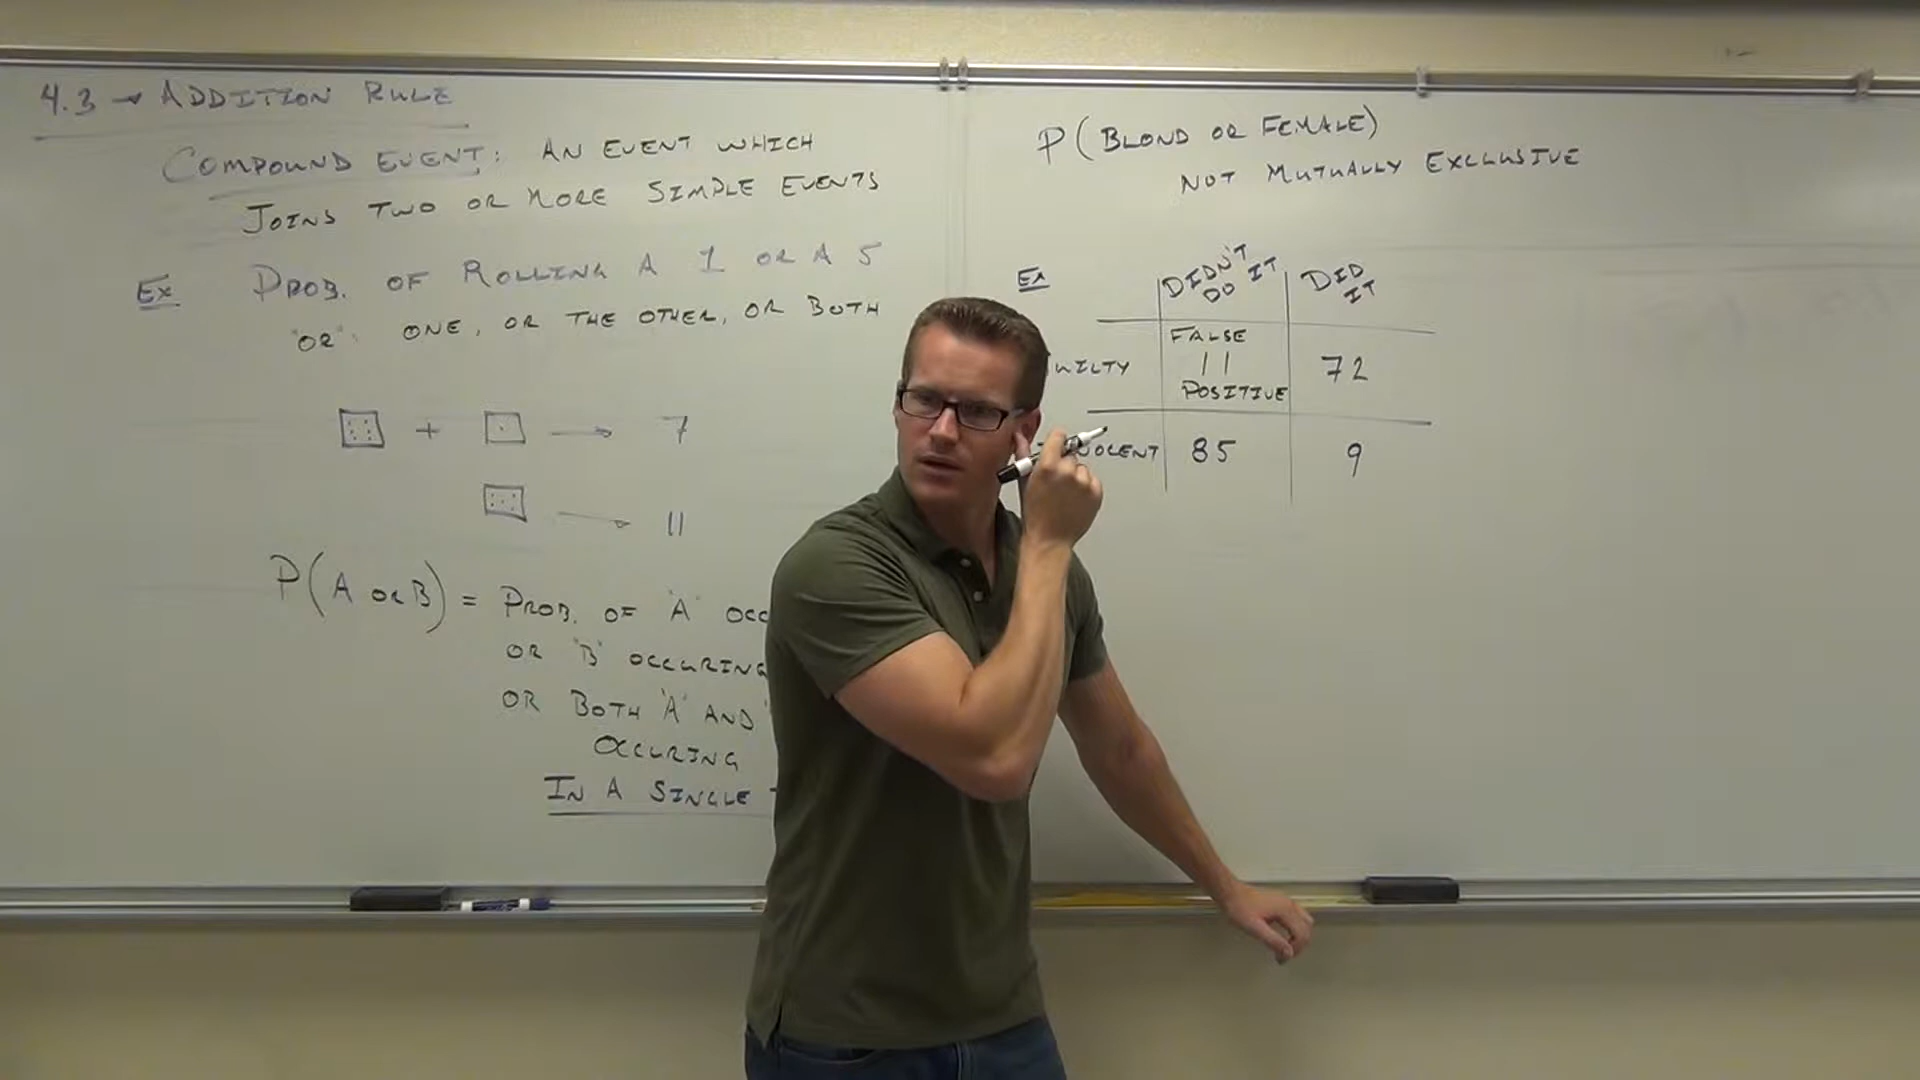 4.3 → ADDITION RULE
COMPOUND EVENT: AN EVENT WHICH
JOINS TWO OR MORE SIMPLE EVENTS
EX PROB. OF ROLLING A 1 OR A 5
"OR": ONE, OR THE OTHER, OR BOTH
+ → 7
→ 11
P(A OR B) = PROB. OF "A"
OR "B" OCCURING
OR BOTH "A" AND
OCCURING
IN A SINGLE
P(BLOND OR FEMALE)
NOT MUTUALLY EXCLUSIVE
EX
DIDN'T DO IT
DID IT
FALSE
11 72
POSITIVE
85 9